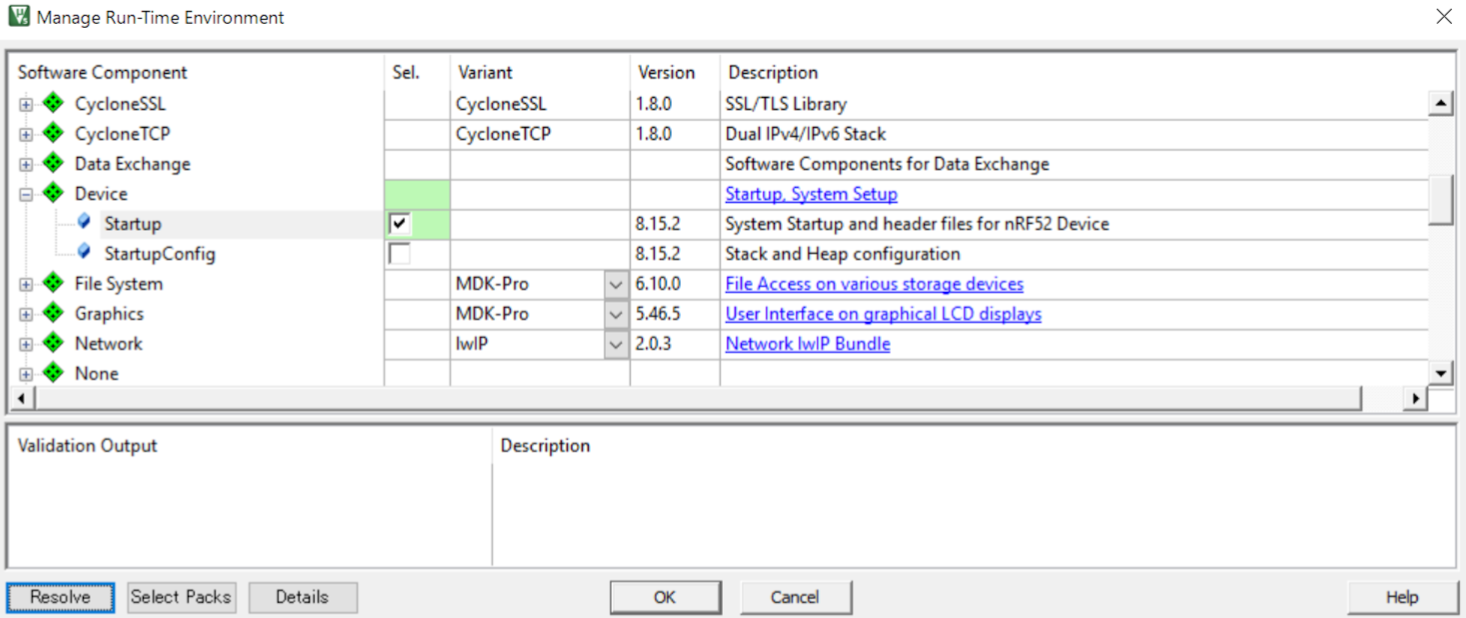 Manage Run-Time Environment
Software Component Sel. Variant Version Description
CycloneSSL CycloneSSL 1.8.0 SSL/TLS Library
CycloneTCP CycloneTCP 1.8.0 Dual IPv4/IPv6 Stack
Data Exchange Software Components for Data Exchange
Device Startup, System Setup
Startup 8.15.2 System Startup and header files for nRF52 Device
StartupConfig 8.15.2 Stack and Heap configuration
File System MDK-Pro 6.10.0 File Access on various storage devices
Graphics MDK-Pro 5.46.5 User Interface on graphical LCD displays
Network lwIP 2.0.3 Network lwIP Bundle
None
Validation Output Description
Resolve Select Packs Details OK Cancel Help